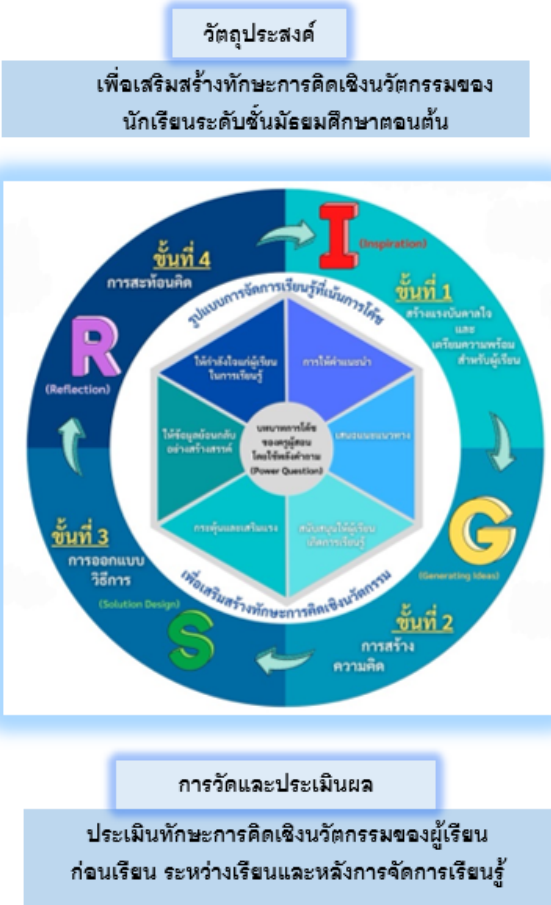 วัตถุประสงค์
เพื่อเสริมสร้างทักษะการคิดเชิงนวัตกรรมของ
นักเรียนระดับชั้นมัธยมศึกษาตอนต้น
I
(Inspiration)
ขั้นที่ 1
สร้างแรงบันดาลใจ
และ
เตรียมความพร้อม
สำหรับผู้เรียน
G
(Generating Ideas)
ขั้นที่ 2
การสร้าง
ความคิด
ขั้นที่ 3
การออกแบบ
วิธีการ
(Solution Design)
S
ขั้นที่ 4
การสะท้อนคิด
R
(Reflection)
รูปแบบการจัดการเรียนรู้ที่เน้นการโค้ช
ให้กำลังใจแก่ผู้เรียน
ในการเรียนรู้
การให้คำแนะนำ
ให้ข้อมูลย้อนกลับ
อย่างสร้างสรรค์
บทบาทการโค้ช
ของครูผู้สอน
โดยใช้พลังคำถาม
(Power Question)
เสนอแนะแนวทาง
กระตุ้นและเสริมแรง
สนับสนุนให้ผู้เรียน
เกิดการเรียนรู้
เพื่อเสริมสร้างทักษะการคิดเชิงนวัตกรรม
การวัดและประเมินผล
ประเมินทักษะการคิดเชิงนวัตกรรมของผู้เรียน
ก่อนเรียน ระหว่างเรียนและหลังการจัดการเรียนรู้